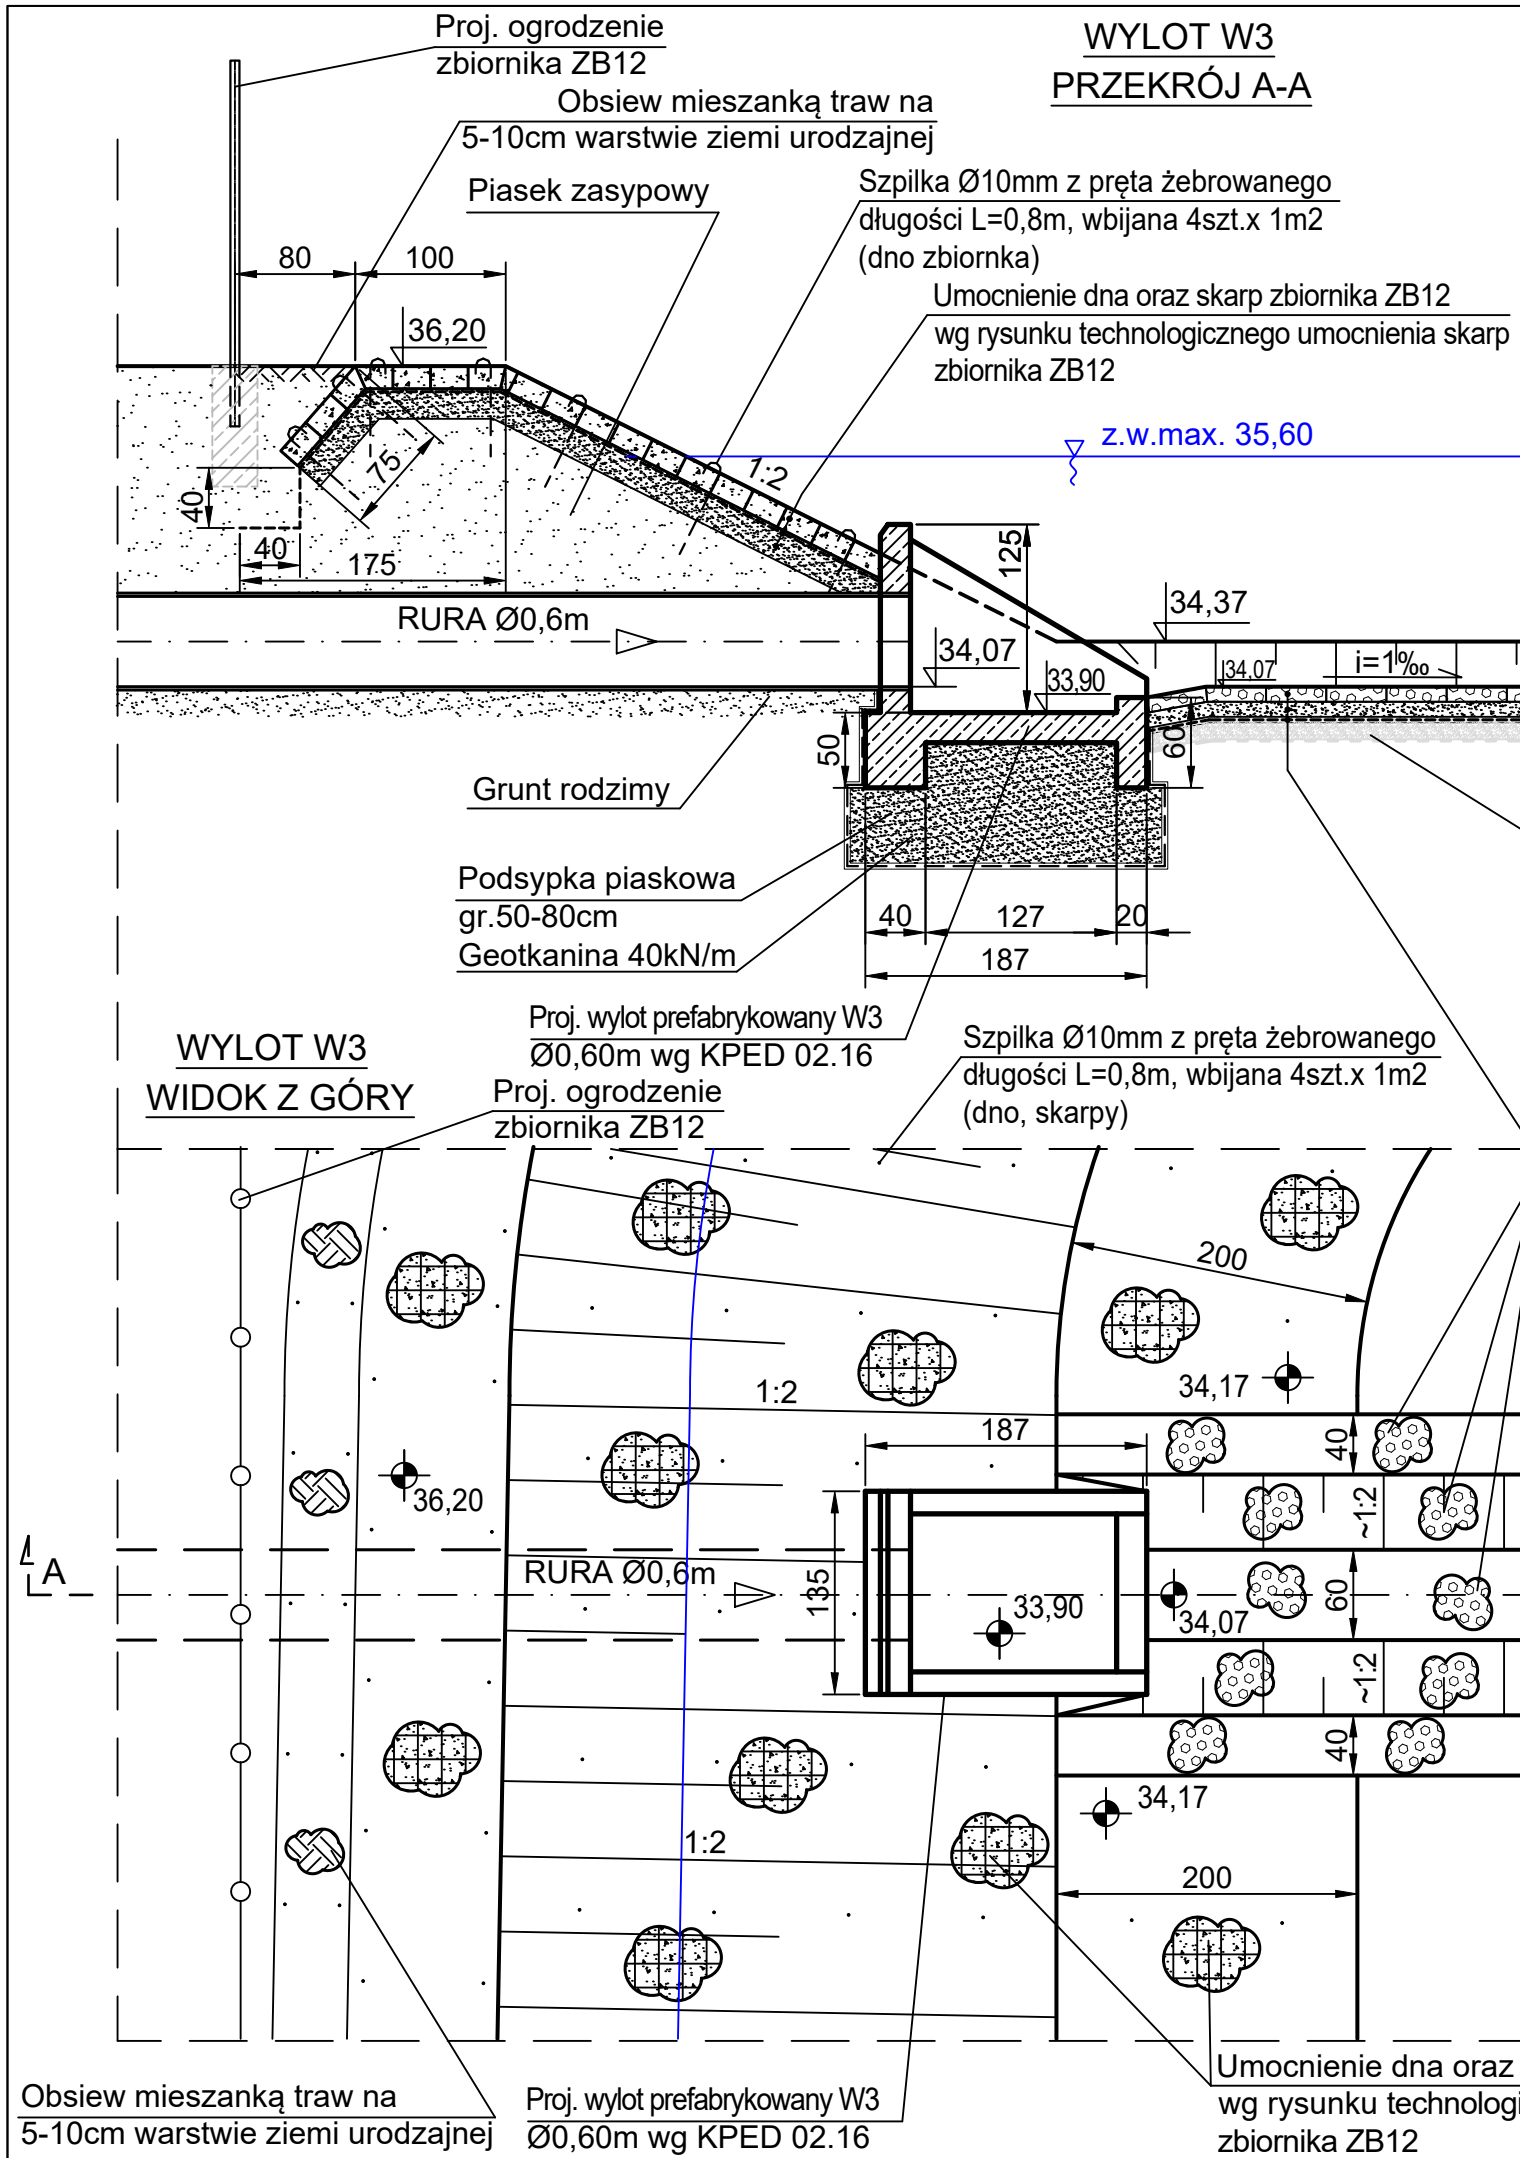 Proj. ogrodzenie
zbiornika ZB12
WYLOT W3
PRZEKRÓJ A-A
Obsiew mieszanką traw na
5-10cm warstwie ziemi urodzajnej
Piasek zasypowy
Szpilka Ø10mm z pręta żebrowanego
długości L=0,8m, wbijana 4szt.x 1m2
(dno zbiornka)
Umocnienie dna oraz skarp zbiornika ZB12
wg rysunku technologicznego umocnienia skarp
zbiornika ZB12
80
100
36,20
z.w.max. 35,60
1:2
75
40
40
175
125
RURA Ø0,6m
34,37
34,07
33,90
34,07
i=1‰
50
60
Grunt rodzimy
Podsypka piaskowa
gr.50-80cm
Geotkanina 40kN/m
40
127
20
187
Proj. wylot prefabrykowany W3
Ø0,60m wg KPED 02.16
WYLOT W3
WIDOK Z GÓRY
Proj. ogrodzenie
zbiornika ZB12
Szpilka Ø10mm z pręta żebrowanego
długości L=0,8m, wbijana 4szt.x 1m2
(dno, skarpy)
200
34,17
1:2
187
40
36,20
~1:2
A
RURA Ø0,6m
135
33,90
34,07
60
~1:2
40
34,17
1:2
200
Obsiew mieszanką traw na
5-10cm warstwie ziemi urodzajnej
Proj. wylot prefabrykowany W3
Ø0,60m wg KPED 02.16
Umocnienie dna oraz
wg rysunku technologi
zbiornika ZB12